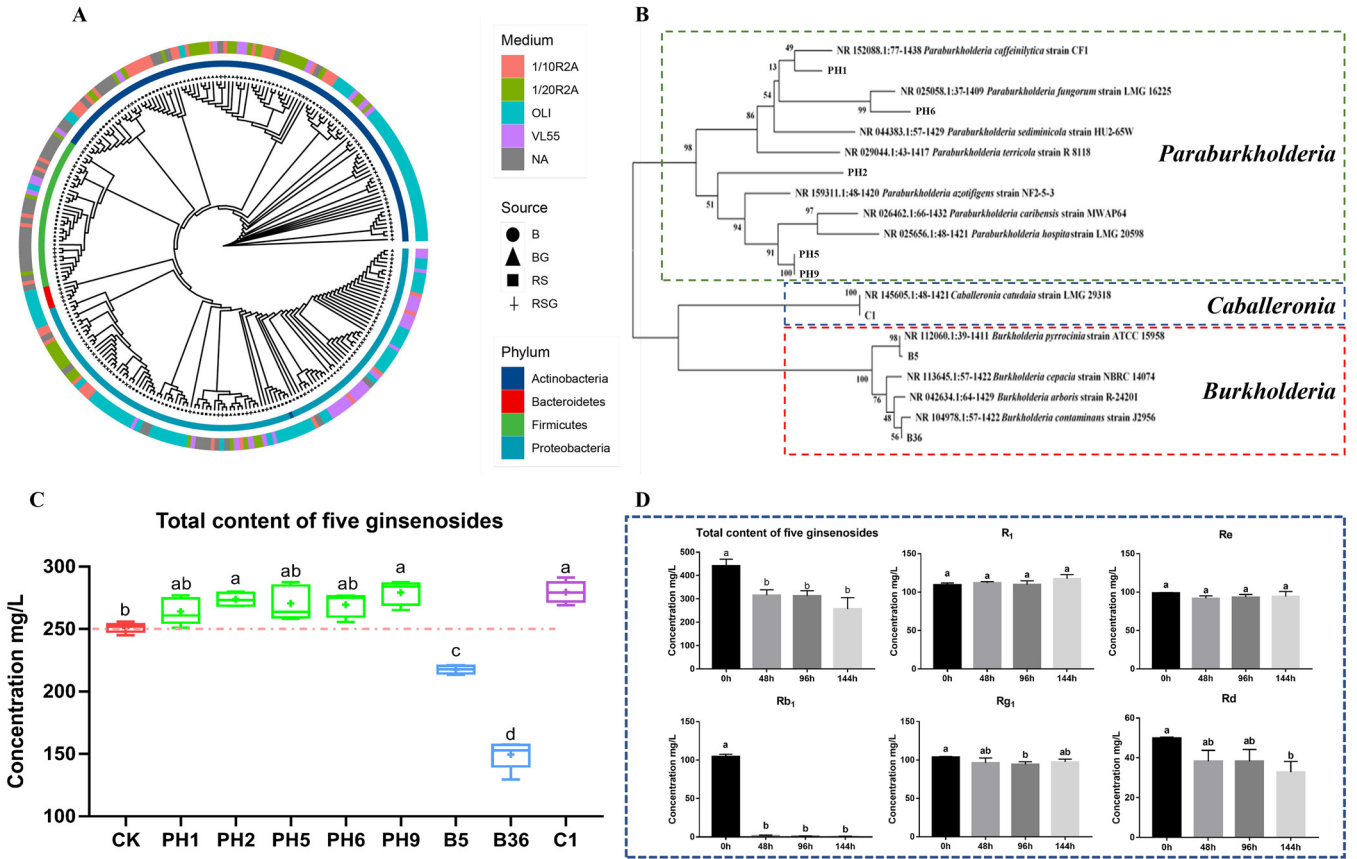 A
Medium
1/10R2A
1/20R2A
OLI
VL55
NA
Source
B
BG
RS
RSG
Phylum
Actinobacteria
Bacteroidetes
Firmicutes
Proteobacteria
B
49
NR 152088.1:77-1438 Paraburkholderia caffeinilytica strain CF1
13
PH1
54
NR 025058.1:37-1409 Paraburkholderia fungorum strain LMG 16225
99
PH6
86
NR 044383.1:57-1429 Paraburkholderia sediminicola strain HU2-65W
98
NR 029044.1:43-1417 Paraburkholderia terricola strain R 8118
Paraburkholderia
PH2
51
NR 159311.1:48-1420 Paraburkholderia azotifigens strain NF2-5-3
97
NR 026462.1:66-1432 Paraburkholderia caribensis strain MWAP64
94
NR 025656.1:48-1421 Paraburkholderia hospita strain LMG 20598
91
PH5
100
PH9
100
NR 145605.1:48-1421 Caballeronia catudaia strain LMG 29318
C1
Caballeronia
98
NR 112060.1:39-1411 Burkholderia pyrrocinia strain ATCC 15958
B5
100
NR 113645.1:57-1422 Burkholderia cepacia strain NBRC 14074
76
NR 042634.1:64-1429 Burkholderia arboris strain R-24201
Burkholderia
48
NR 104978.1:57-1422 Burkholderia contaminans strain J2956
56
B36
C
Total content of five ginsenosides
Concentration mg/L
300
250
200
150
100
b
ab
a
ab
ab
a
c
d
a
CK PH1 PH2 PH5 PH6 PH9 B5 B36 C1
D
Total content of five ginsenosides
Concentration mg/L
500
400
300
200
100
0
a
b
b
b
0h 48h 96h 144h
R1
Concentration mg/L
150
100
50
0
a
a
a
a
0h 48h 96h 144h
Re
Concentration mg/L
150
100
50
0
a
a
a
a
0h 48h 96h 144h
Rb1
Concentration mg/L
150
100
50
0
a
b
b
b
0h 48h 96h 144h
Rg1
Concentration mg/L
150
100
50
0
a
ab
b
ab
0h 48h 96h 144h
Rd
Concentration mg/L
60
40
20
0
a
ab
ab
b
0h 48h 96h 144h